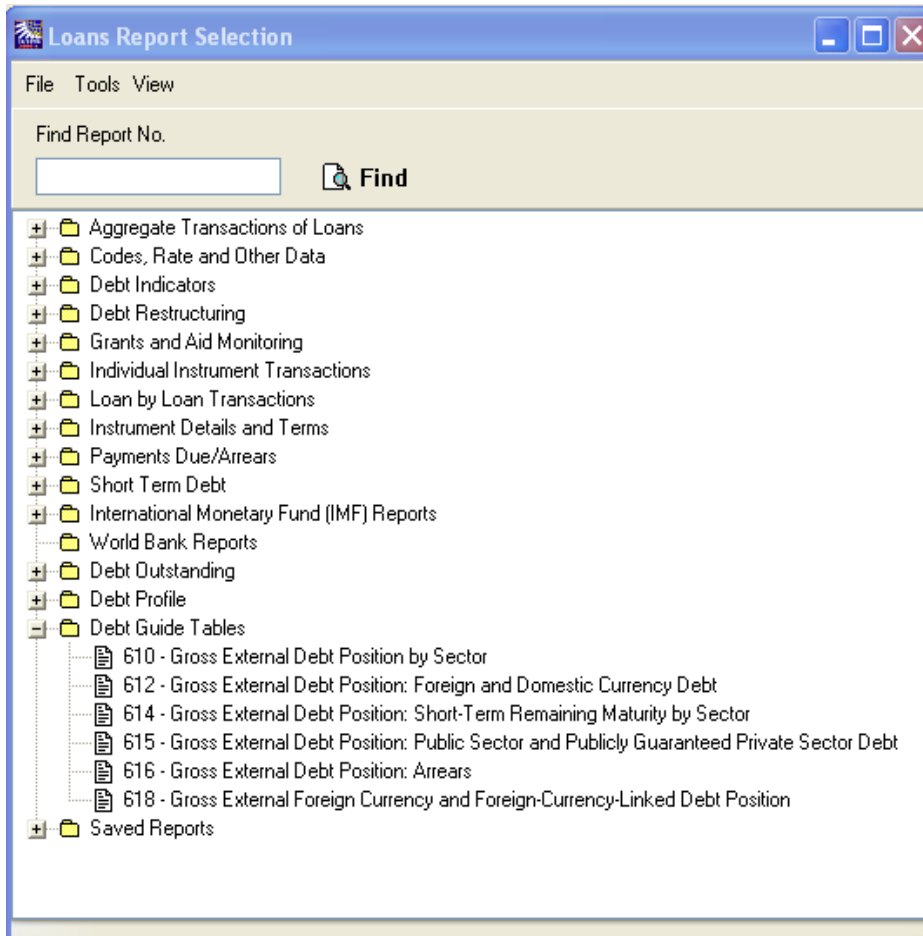 Loans Report Selection
File Tools View
Find Report No.
Find
Aggregate Transactions of Loans
Codes, Rate and Other Data
Debt Indicators
Debt Restructuring
Grants and Aid Monitoring
Individual Instrument Transactions
Loan by Loan Transactions
Instrument Details and Terms
Payments Due/Arrears
Short Term Debt
International Monetary Fund (IMF) Reports
World Bank Reports
Debt Outstanding
Debt Profile
Debt Guide Tables
610 - Gross External Debt Position by Sector
612 - Gross External Debt Position: Foreign and Domestic Currency Debt
614 - Gross External Debt Position: Short-Term Remaining Maturity by Sector
615 - Gross External Debt Position: Public Sector and Publicly Guaranteed Private Sector Debt
616 - Gross External Debt Position: Arrears
618 - Gross External Foreign Currency and Foreign-Currency-Linked Debt Position
Saved Reports